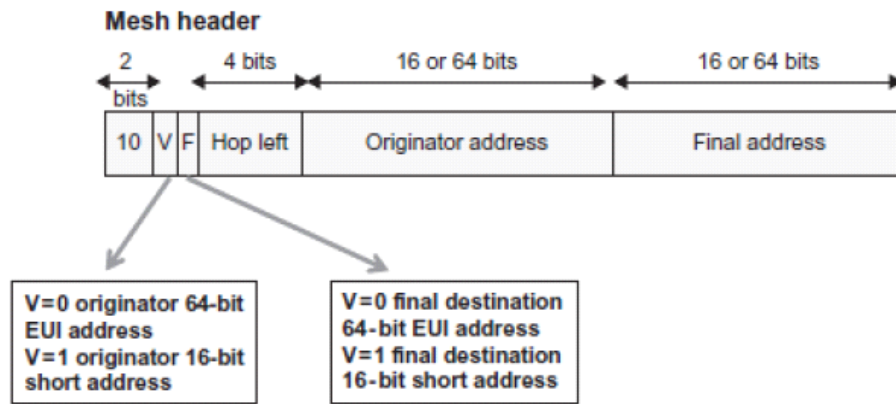 Mesh header
2 bits
4 bits
16 or 64 bits
16 or 64 bits
10 V F Hop left Originator address Final address
V=0 originator 64-bit
EUI address
V=1 originator 16-bit
short address
V=0 final destination
64-bit EUI address
V=1 final destination
16-bit short address